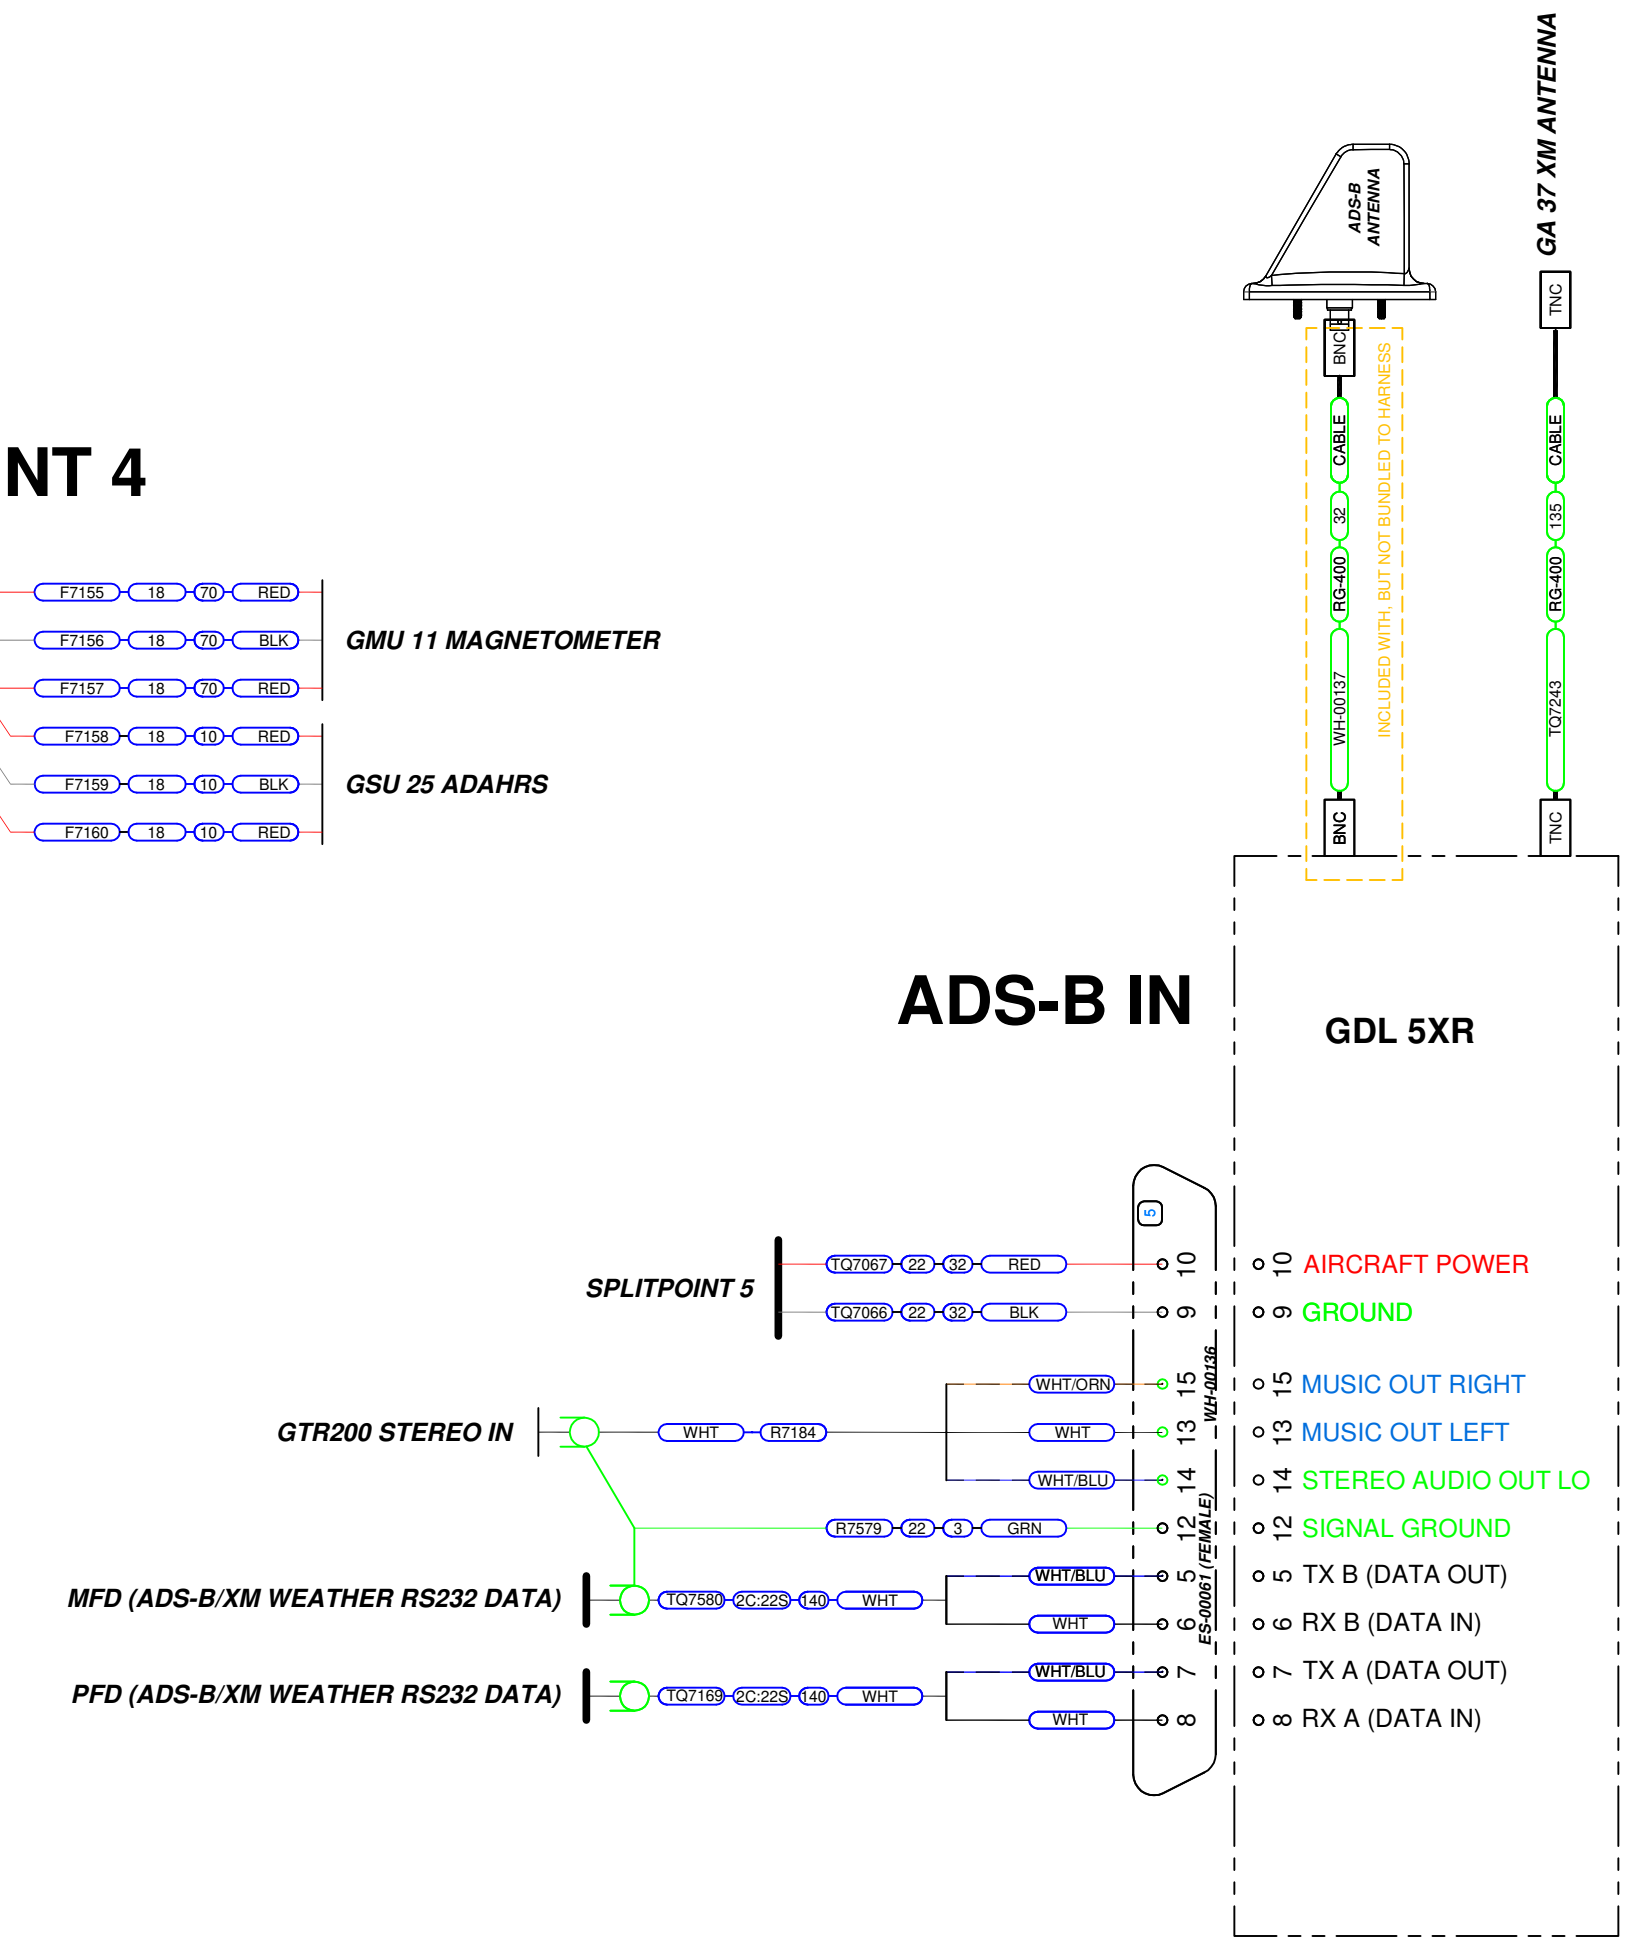 GA 37 XM ANTENNA
ADS-B
ANTENNA
TNC
BNC
INCLUDED WITH, BUT NOT BUNDLED TO HARNESS
CABLE
32
RG-400
WH-00137
BNC
CABLE
135
RG-400
TQ7243
TNC
NT 4
F7155 18 70 RED
F7156 18 70 BLK
F7157 18 70 RED
GMU 11 MAGNETOMETER
F7158 18 10 RED
F7159 18 10 BLK
F7160 18 10 RED
GSU 25 ADAHRS
ADS-B IN
GDL 5XR
5
SPLITPOINT 5
TQ7067 22 32 RED 10
10 AIRCRAFT POWER
TQ7066 22 32 BLK 9
9 GROUND
WH-00136
WHT/ORN 15
15 MUSIC OUT RIGHT
GTR200 STEREO IN
WHT R7184 WHT 13
13 MUSIC OUT LEFT
WHT/BLU 14
14 STEREO AUDIO OUT LO
R7579 22 3 GRN 12
12 SIGNAL GROUND
ES-00061 (FEMALE)
MFD (ADS-B/XM WEATHER RS232 DATA)
TQ7580 2C:22S 140 WHT
WHT/BLU 5
5 TX B (DATA OUT)
WHT 6
6 RX B (DATA IN)
PFD (ADS-B/XM WEATHER RS232 DATA)
TQ7169 2C:22S 140 WHT
WHT/BLU 7
7 TX A (DATA OUT)
WHT 8
8 RX A (DATA IN)